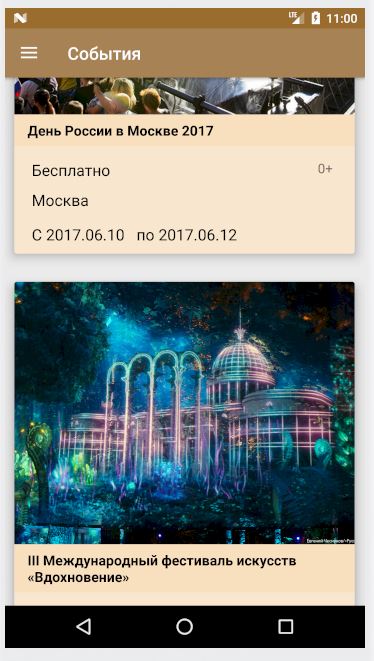 LTE 11:00
События
День России в Москве 2017
Бесплатно 0+
Москва
С 2017.06.10 по 2017.06.12
III Международный фестиваль искусств
«Вдохновение»